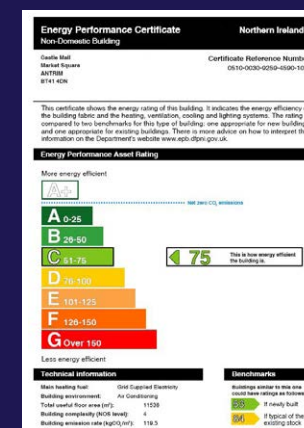 Energy Performance Certificate
Northern Ireland
Non-Domestic Building
Castle Mall
Market Square
ANTRIM
BT41 4DN
Certificate Reference Numbe
0510-0030-9259-4590-10
This certificate shows the energy rating of this building. It indicates the energy efficiency o
the building fabric and the heating, ventilation, cooling and lighting systems. The rating
compared to two benchmarks for this type of building: one appropriate for new building
and one appropriate for existing buildings. There is more advice on how to interpret thi
information on the Department's website www.epb.dfpni.gov.uk.
Energy Performance Asset Rating
More energy efficient
A+
Net zero CO₂ emissions
A 0-25
B 26-50
C 51-75
75
This is how energy efficient
the building is.
D 76-100
E 101-125
F 126-150
G Over 150
Less energy efficient
Technical information
Main heating fuel: Grid Supplied Electricity
Building environment: Air Conditioning
Total useful floor area (m²): 11538
Building complexity (NOS level): 4
Building emission rate (kgCO₂/m²): 119.3
Benchmarks
Buildings similar to this one
could have ratings as follows
If newly built
If typical of the
existing stock